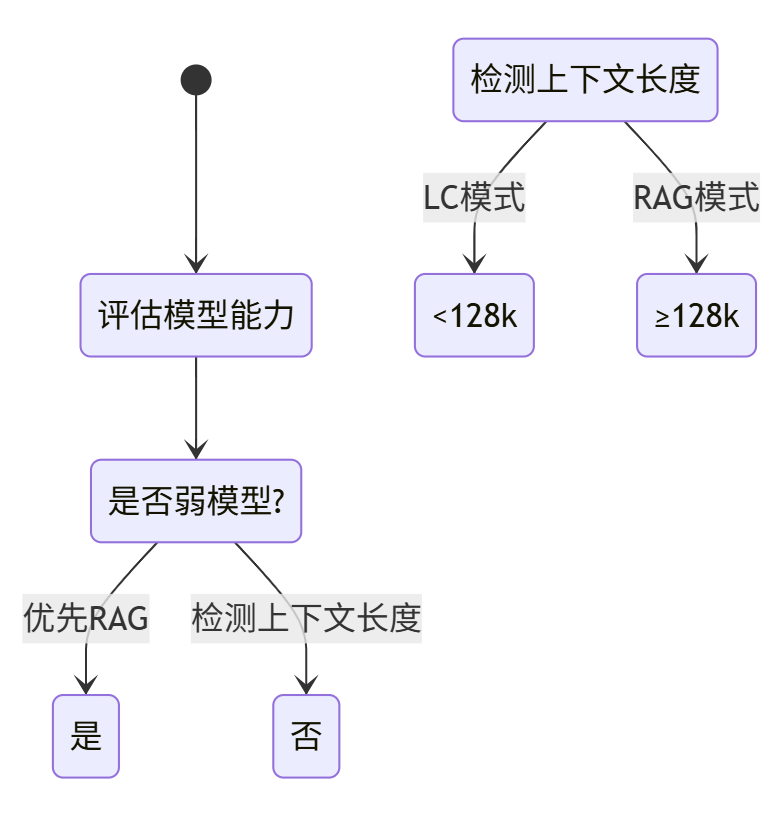 检测上下文长度
LC模式
RAG模式
评估模型能力
<128k
≥128k
是否弱模型?
优先RAG
检测上下文长度
是
否